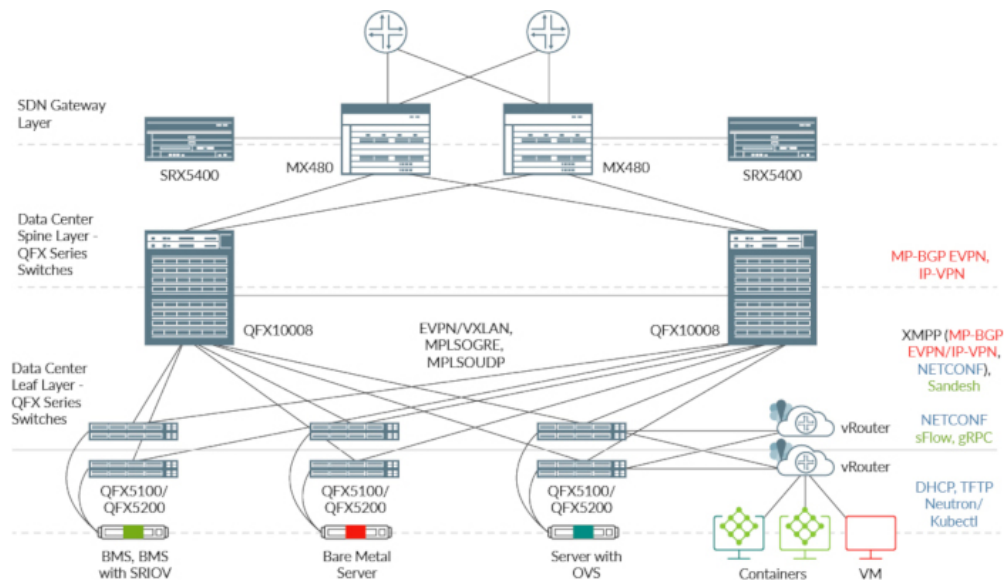 SDN Gateway
Layer
SRX5400
MX480
MX480
SRX5400
Data Center
Spine Layer -
QFX Series
Switches
MP-BGP EVPN,
IP-VPN
QFX10008
EVPN/VXLAN,
MPLSOGRE,
MPLSOUDP
QFX10008
XMPP (MP-BGP
EVPN/IP-VPN,
NETCONF),
Sandesh
Data Center
Leaf Layer -
QFX Series
Switches
vRouter
NETCONF
sFlow, gRPC
vRouter
QFX5100/
QFX5200
QFX5100/
QFX5200
QFX5100/
QFX5200
DHCP, TFTP
Neutron/
Kubectl
BMS, BMS
with SRIOV
Bare Metal
Server
Server with
OVS
Containers
VM